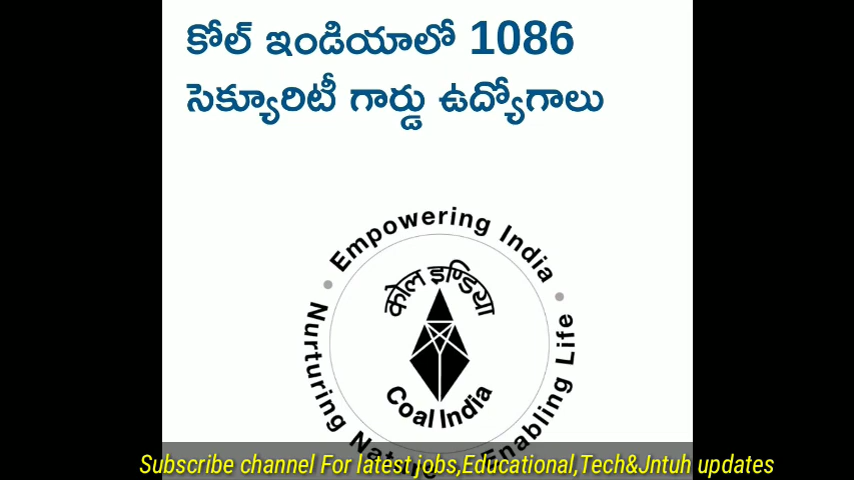 కోల్ ఇండియాలో 1086
సెక్యూరిటీ గార్డు ఉద్యోగాలు
Empowering India
कोल इण्डिया
Coal India
Nurturing Nature
Enabling Life
Subscribe channel For latest jobs,Educational,Tech&Jntuh updates